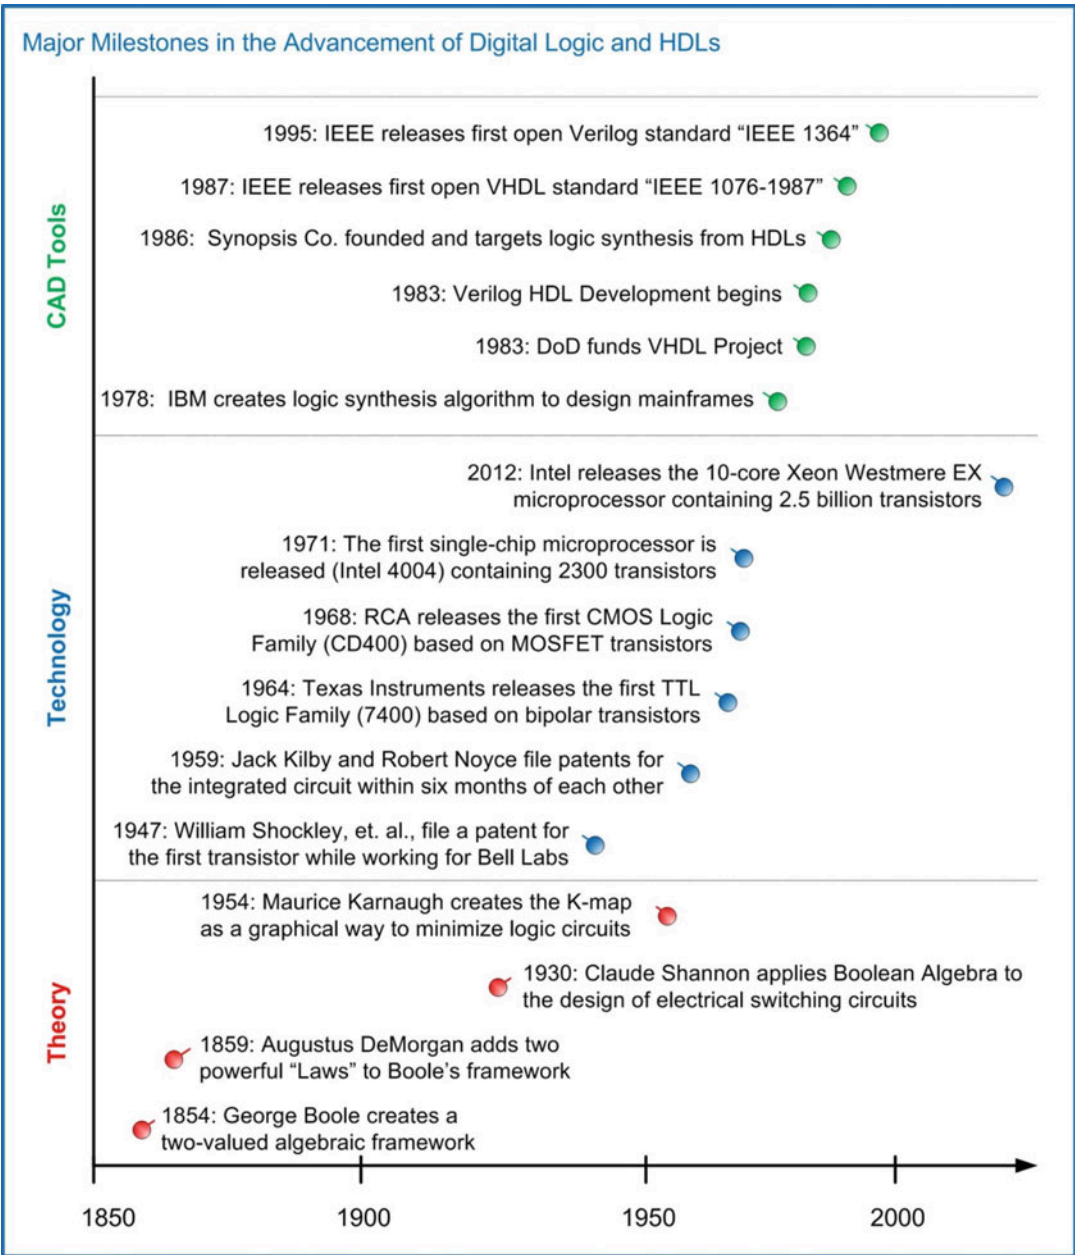 Major Milestones in the Advancement of Digital Logic and HDLs
CAD Tools
1995: IEEE releases first open Verilog standard “IEEE 1364”
1987: IEEE releases first open VHDL standard “IEEE 1076-1987”
1986:  Synopsis Co. founded and targets logic synthesis from HDLs
1983: Verilog HDL Development begins
1983: DoD funds VHDL Project
1978:  IBM creates logic synthesis algorithm to design mainframes
Technology
2012: Intel releases the 10-core Xeon Westmere EX
microprocessor containing 2.5 billion transistors
1971: The first single-chip microprocessor is
released (Intel 4004) containing 2300 transistors
1968: RCA releases the first CMOS Logic
Family (CD400) based on MOSFET transistors
1964: Texas Instruments releases the first TTL
Logic Family (7400) based on bipolar transistors
1959: Jack Kilby and Robert Noyce file patents for
the integrated circuit within six months of each other
1947: William Shockley, et. al., file a patent for
the first transistor while working for Bell Labs
Theory
1954: Maurice Karnaugh creates the K-map
as a graphical way to minimize logic circuits
1930: Claude Shannon applies Boolean Algebra to
the design of electrical switching circuits
1859: Augustus DeMorgan adds two
powerful “Laws” to Boole’s framework
1854: George Boole creates a
two-valued algebraic framework
1850
1900
1950
2000